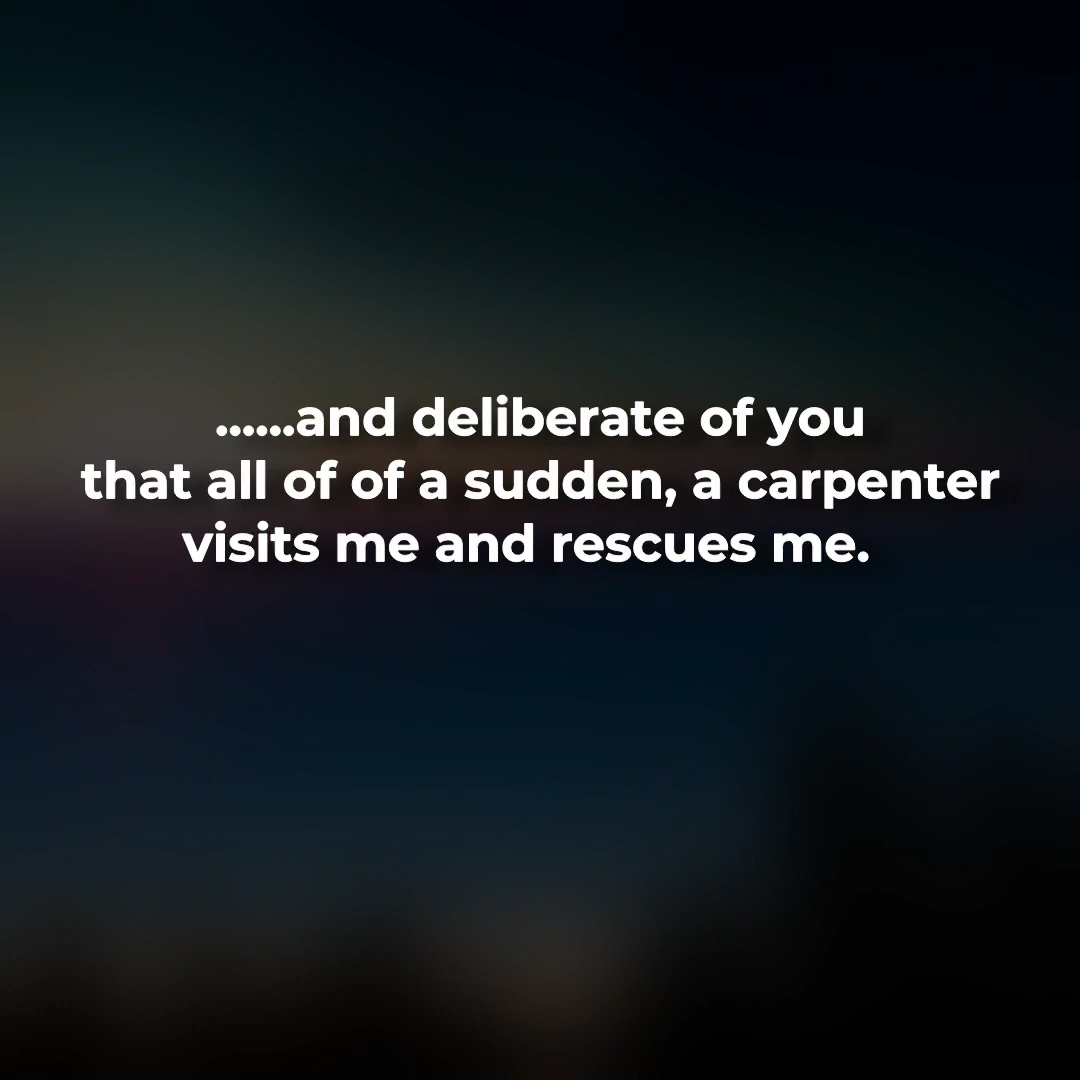 ......and deliberate of you
that all of of a sudden, a carpenter
visits me and rescues me.